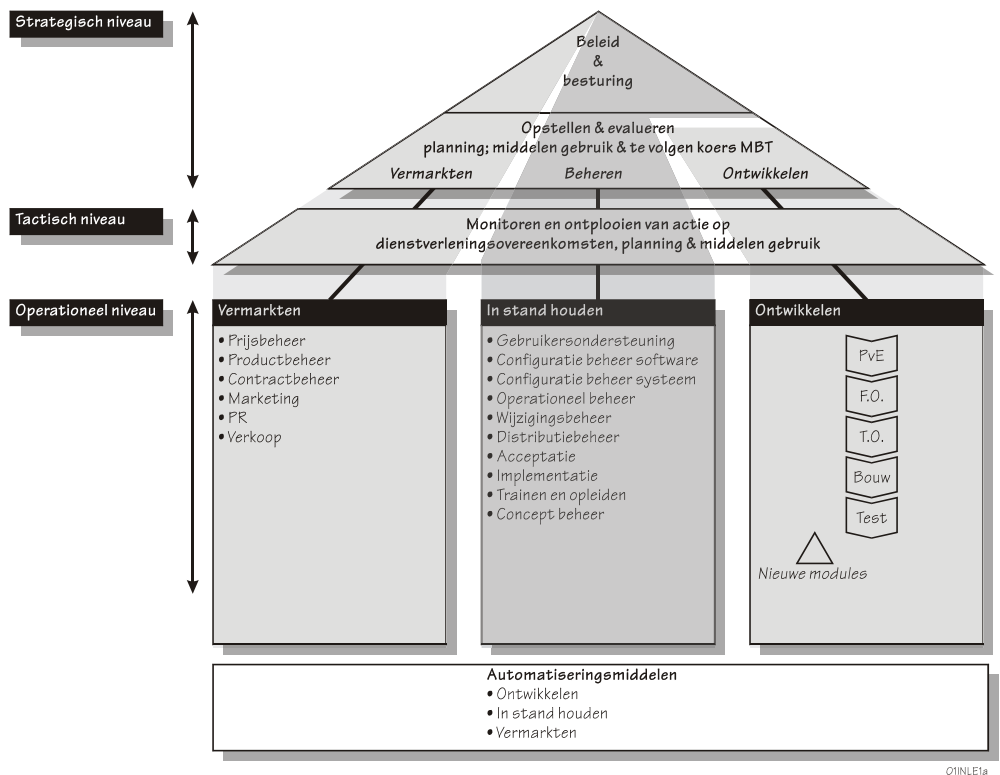 Strategisch niveau
Beleid
&
besturing
Opstellen & evalueren
planning; middelen gebruik & te volgen koers MBT
Vermarkten
Beheren
Ontwikkelen
Tactisch niveau
Monitoren en ontplooien van actie op
dienstverleningsovereenkomsten, planning & middelen gebruik
Operationeel niveau
Vermarkten
• Prijsbeheer
• Productbeheer
• Contractbeheer
• Marketing
• PR
• Verkoop
In stand houden
• Gebruikersondersteuning
• Configuratie beheer software
• Configuratie beheer systeem
• Operationeel beheer
• Wijzigingsbeheer
• Distributiebeheer
• Acceptatie
• Implementatie
• Trainen en opleiden
• Concept beheer
Ontwikkelen
PvE
F.O.
T.O.
Bouw
Test
Nieuwe modules
Automatiseringsmiddelen
• Ontwikkelen
• In stand houden
• Vermarkten
01INLE1a